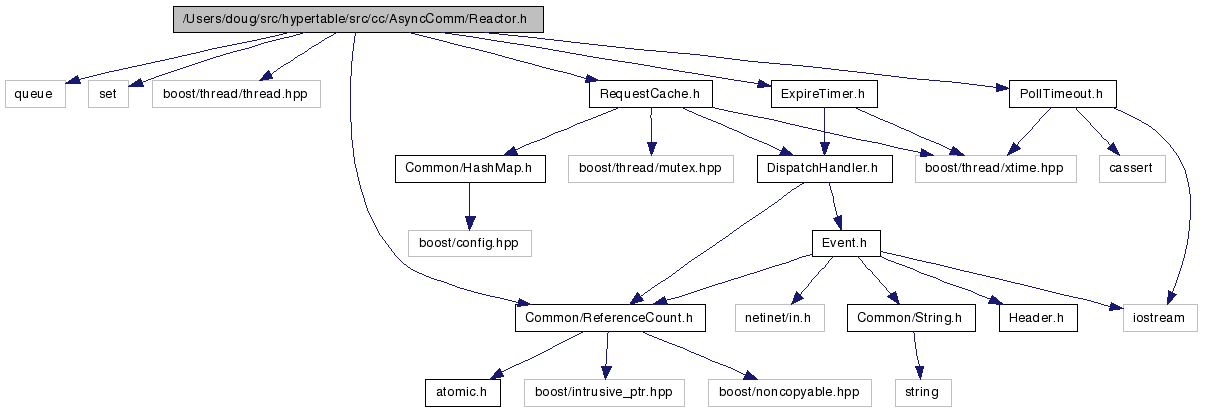 /Users/doug/src/hypertable/src/cc/AsyncComm/Reactor.h
queue
set
boost/thread/thread.hpp
RequestCache.h
ExpireTimer.h
PollTimeout.h
Common/HashMap.h
boost/thread/mutex.hpp
DispatchHandler.h
boost/thread/xtime.hpp
cassert
boost/config.hpp
Event.h
Common/ReferenceCount.h
netinet/in.h
Common/String.h
Header.h
iostream
atomic.h
boost/intrusive_ptr.hpp
boost/noncopyable.hpp
string